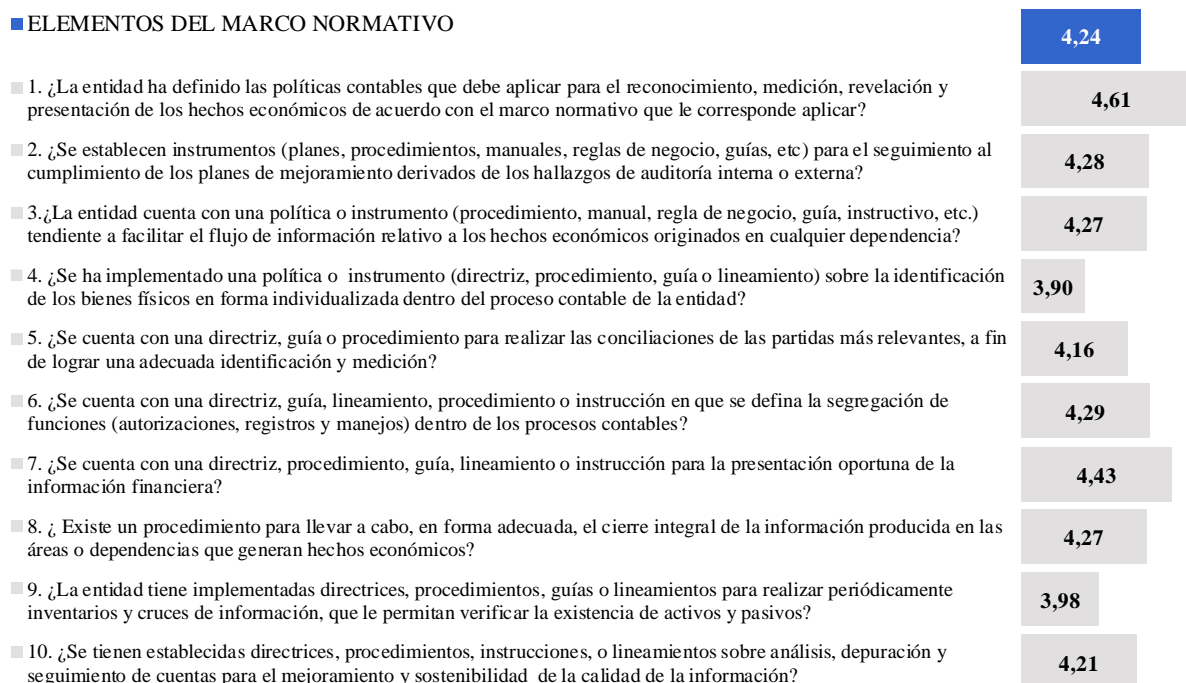 ELEMENTOS DEL MARCO NORMATIVO
4,24
1. ¿La entidad ha definido las políticas contables que debe aplicar para el reconocimiento, medición, revelación y
presentación de los hechos económicos de acuerdo con el marco normativo que le corresponde aplicar?
4,61
2. ¿Se establecen instrumentos (planes, procedimientos, manuales, reglas de negocio, guías, etc) para el seguimiento al
cumplimiento de los planes de mejoramiento derivados de los hallazgos de auditoría interna o externa?
4,28
3.¿La entidad cuenta con una política o instrumento (procedimiento, manual, regla de negocio, guía, instructivo, etc.)
tendiente a facilitar el flujo de información relativo a los hechos económicos originados en cualquier dependencia?
4,27
4. ¿Se ha implementado una política o instrumento (directriz, procedimiento, guía o lineamiento) sobre la identificación
de los bienes físicos en forma individualizada dentro del proceso contable de la entidad?
3,90
5. ¿Se cuenta con una directriz, guía o procedimiento para realizar las conciliaciones de las partidas más relevantes, a fin
de lograr una adecuada identificación y medición?
4,16
6. ¿Se cuenta con una directriz, guía, lineamiento, procedimiento o instrucción en que se defina la segregación de
funciones (autorizaciones, registros y manejos) dentro de los procesos contables?
4,29
7. ¿Se cuenta con una directriz, procedimiento, guía, lineamiento o instrucción para la presentación oportuna de la
información financiera?
4,43
8. ¿ Existe un procedimiento para llevar a cabo, en forma adecuada, el cierre integral de la información producida en las
áreas o dependencias que generan hechos económicos?
4,27
9. ¿La entidad tiene implementadas directrices, procedimientos, guías o lineamientos para realizar periódicamente
inventarios y cruces de información, que le permitan verificar la existencia de activos y pasivos?
3,98
10. ¿Se tienen establecidas directrices, procedimientos, instrucciones, o lineamientos sobre análisis, depuración y
seguimiento de cuentas para el mejoramiento y sostenibilidad de la calidad de la información?
4,21